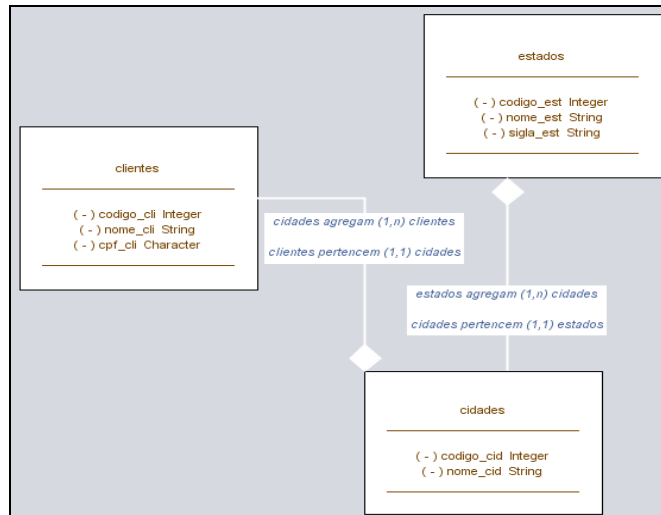 estados
( - ) codigo_est Integer
( - ) nome_est String
( - ) sigla_est String
clientes
( - ) codigo_cli Integer
( - ) nome_cli String
( - ) cpf_cli Character
cidades agregam (1,n) clientes
clientes pertencem (1,1) cidades
estados agregam (1,n) cidades
cidades pertencem (1,1) estados
cidades
( - ) codigo_cid Integer
( - ) nome_cid String